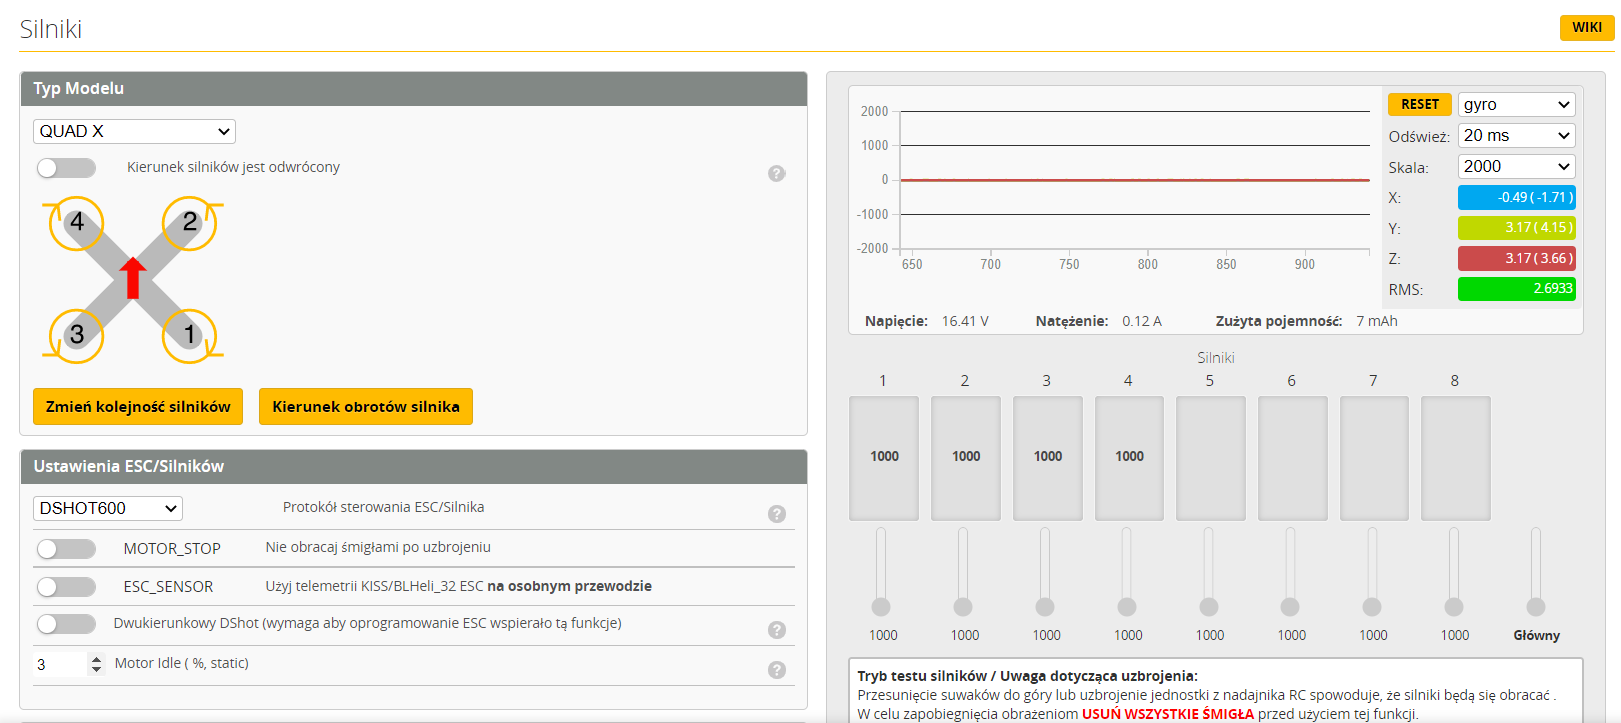 Silniki
WIKI
Typ Modelu
QUAD X
Kierunek silników jest odwrócony
?
4
2
3
1
Zmień kolejność silników
Kierunek obrotów silnika
Ustawienia ESC/Silników
DSHOT600
Protokół sterowania ESC/Silnika
?
MOTOR_STOP
Nie obracaj śmigłami po uzbrojeniu
ESC_SENSOR
Użyj telemetrii KISS/BLHeli_32 ESC na osobnym przewodzie
Dwukierunkowy DShot (wymaga aby oprogramowanie ESC wspierało tą funkcje)
?
3
Motor Idle ( %, static)
?
2000
1000
0
-1000
-2000
650 700 750 800 850 900
RESET
gyro
Odśwież:
20 ms
Skala:
2000
X:
-0.49 ( -1.71 )
Y:
3.17 ( 4.15 )
Z:
3.17 ( 3.66 )
RMS:
2.6933
Napięcie: 16.41 V
Natężenie: 0.12 A
Zużyta pojemność: 7 mAh
Silniki
1 2 3 4 5 6 7 8
1000 1000 1000 1000
1000 1000 1000 1000 1000 1000 1000 1000 Główny
Tryb testu silników / Uwaga dotycząca uzbrojenia:
Przesunięcie suwaków do góry lub uzbrojenie jednostki z nadajnika RC spowoduje, że silniki będą się obracać .
W celu zapobiegnięcia obrażeniom USUŃ WSZYSTKIE ŚMIGŁA przed użyciem tej funkcji.